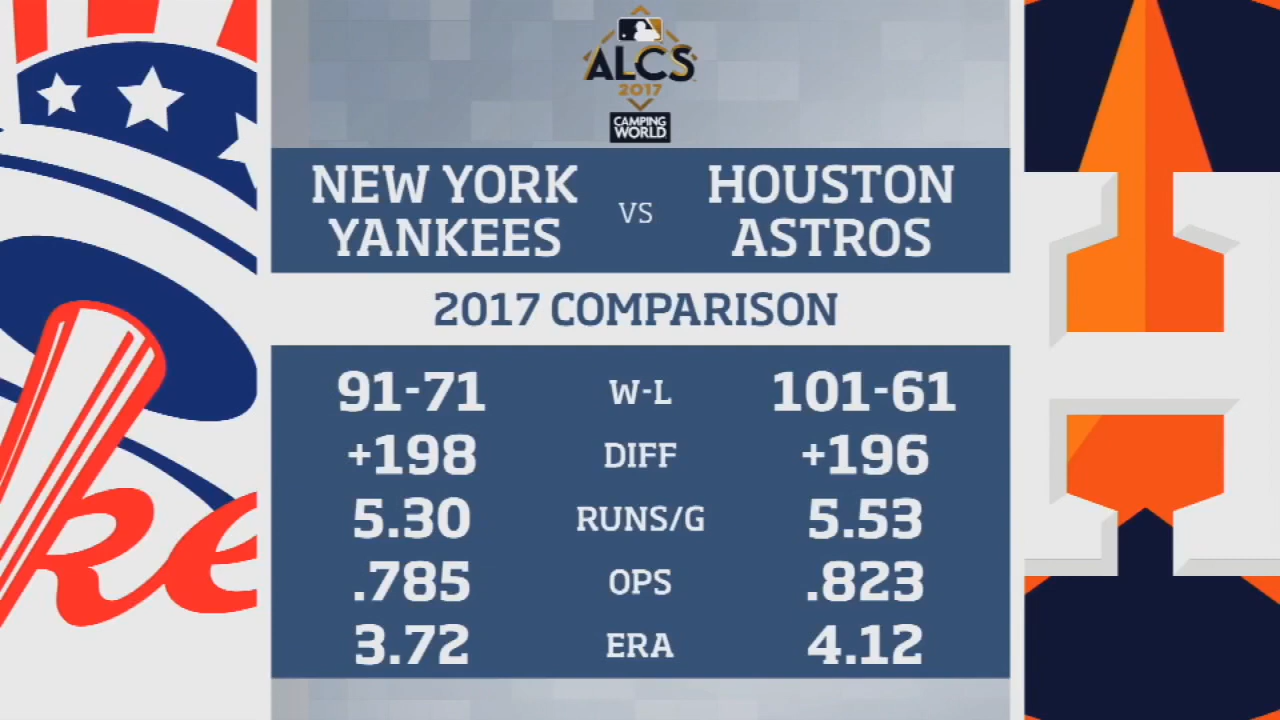 ALCS
2017
CAMPING
WORLD
NEW YORK
YANKEES
VS
HOUSTON
ASTROS
2017 COMPARISON
91-71 W-L 101-61
+198 DIFF +196
5.30 RUNS/G 5.53
.785 OPS .823
3.72 ERA 4.12
ke
H